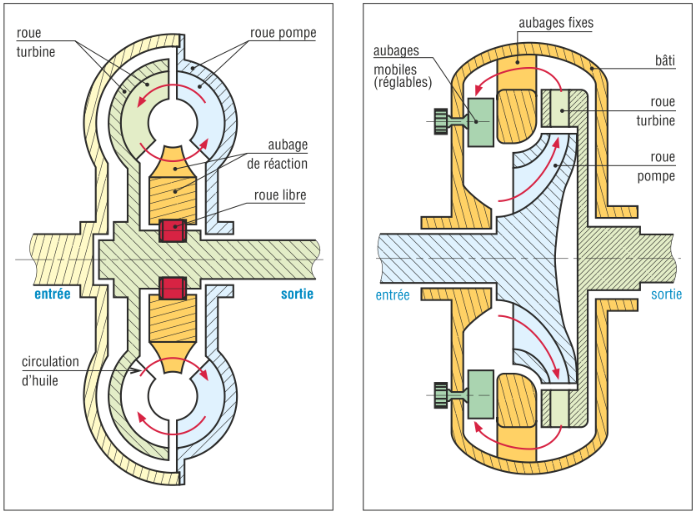 roue
turbine
roue pompe
aubage
de réaction
roue libre
entrée
sortie
circulation
d'huile
aubages fixes
aubages
mobiles
(réglables)
bâti
roue
turbine
roue
pompe
entrée
sortie